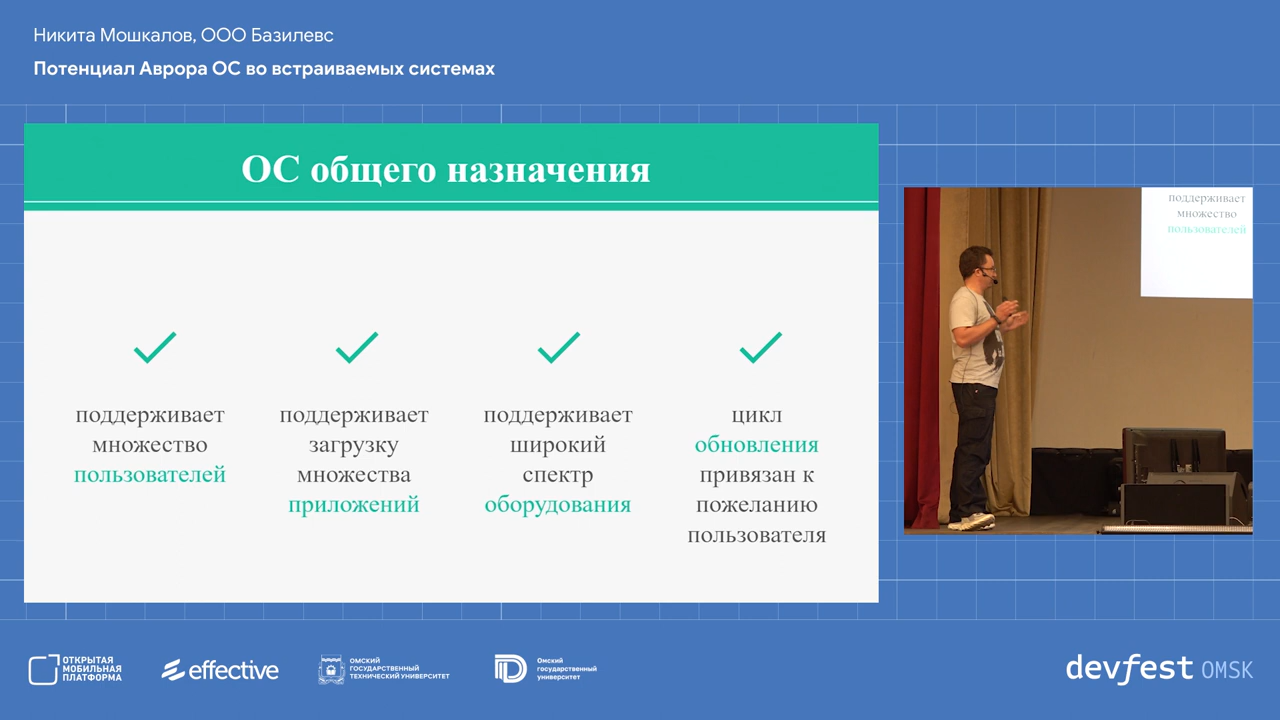 Никита Мошкалов, ООО Базилевс
Потенциал Аврора ОС во встраиваемых системах
ОС общего назначения
поддерживает
множество
пользователей
поддерживает
загрузку
множества
приложений
поддерживает
широкий
спектр
оборудования
цикл
обновления
привязан к
пожеланию
пользователя
поддерживает
множество
пользователей
ОТКРЫТАЯ
МОБИЛЬНАЯ
ПЛАТФОРМА
effective
ОМСКИЙ
ГОСУДАРСТВЕННЫЙ
ТЕХНИЧЕСКИЙ УНИВЕРСИТЕТ
Омский
государственный
университет
devfest OMSK